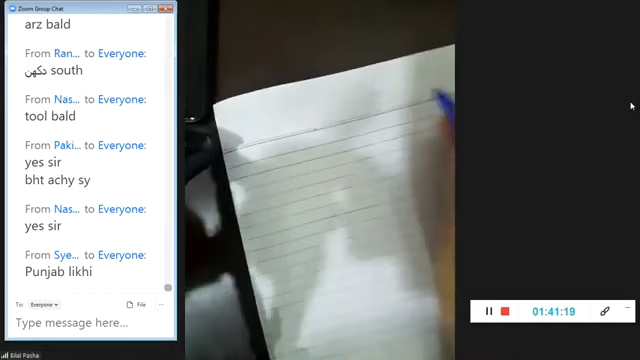 Zoom Group Chat
arz bald
From Ran... to Everyone:
دکھن south
From Nas... to Everyone:
tool bald
From Paki... to Everyone:
yes sir
bht achy sy
From Nas... to Everyone:
yes sir
From Sye... to Everyone:
Punjab likhi
To: Everyone File ...
Type message here...
Bilal Pasha
01:41:19